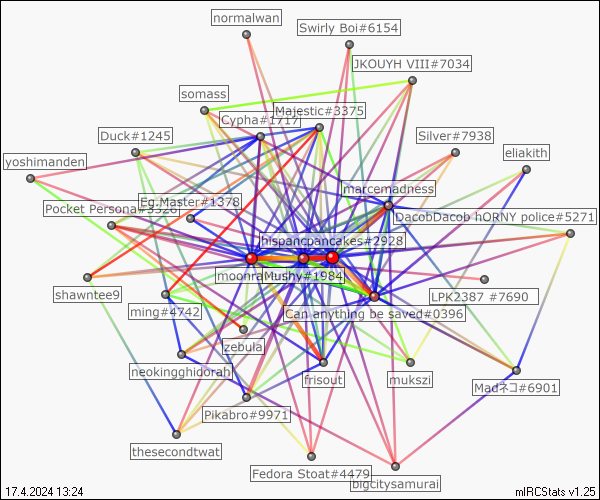 normalwan
Swirly Boi#6154
JKOUYH VIII#7034
somass
Majestic#3375
Cypha#1717
Duck#1245
Silver#7938
yoshimanden
eliakith
marcemadness
Eg.Master#1378
Pocket Persona#3326
DacobDacob hORNY police#5271
hispancpancakes#2928
moonra
Mushy#1984
shawntee9
LPK2387 #7690
ming#4742
Can anything be saved#0396
zebula
neokingghidorah
frisout
mukszi
Madネコ#6901
Pikabro#9971
thesecondtwat
Fedora Stoat#4479
bigcitysamurai
17.4.2024 13:24
mIRCStats v1.25